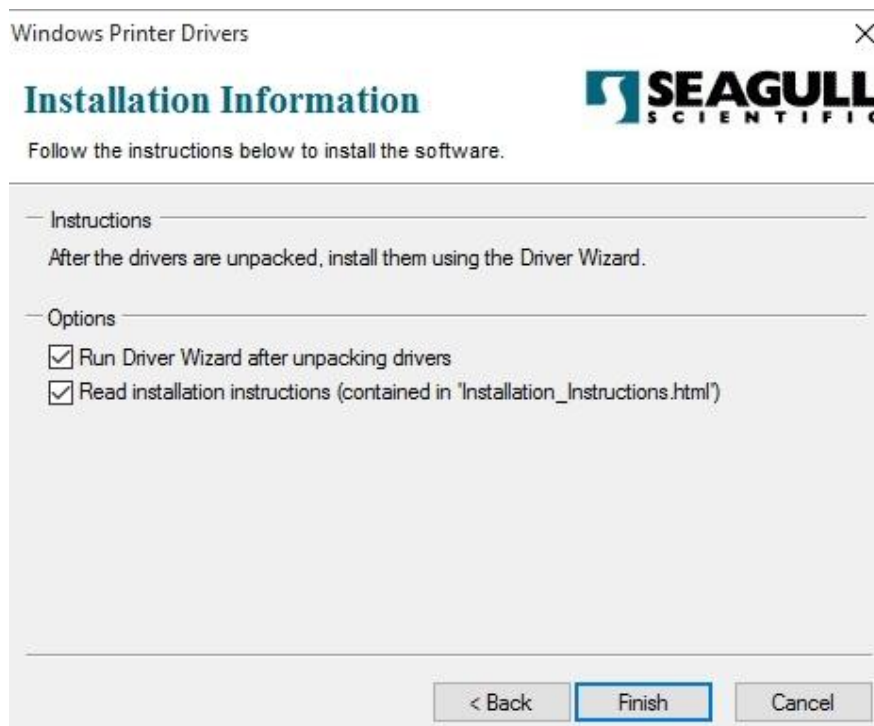 Windows Printer Drivers
Installation Information
SEAGULL
SCIENTIFIC
Follow the instructions below to install the software.
Instructions
After the drivers are unpacked, install them using the Driver Wizard.
Options
Run Driver Wizard after unpacking drivers
Read installation instructions (contained in 'Installation_Instructions.html')
< Back
Finish
Cancel